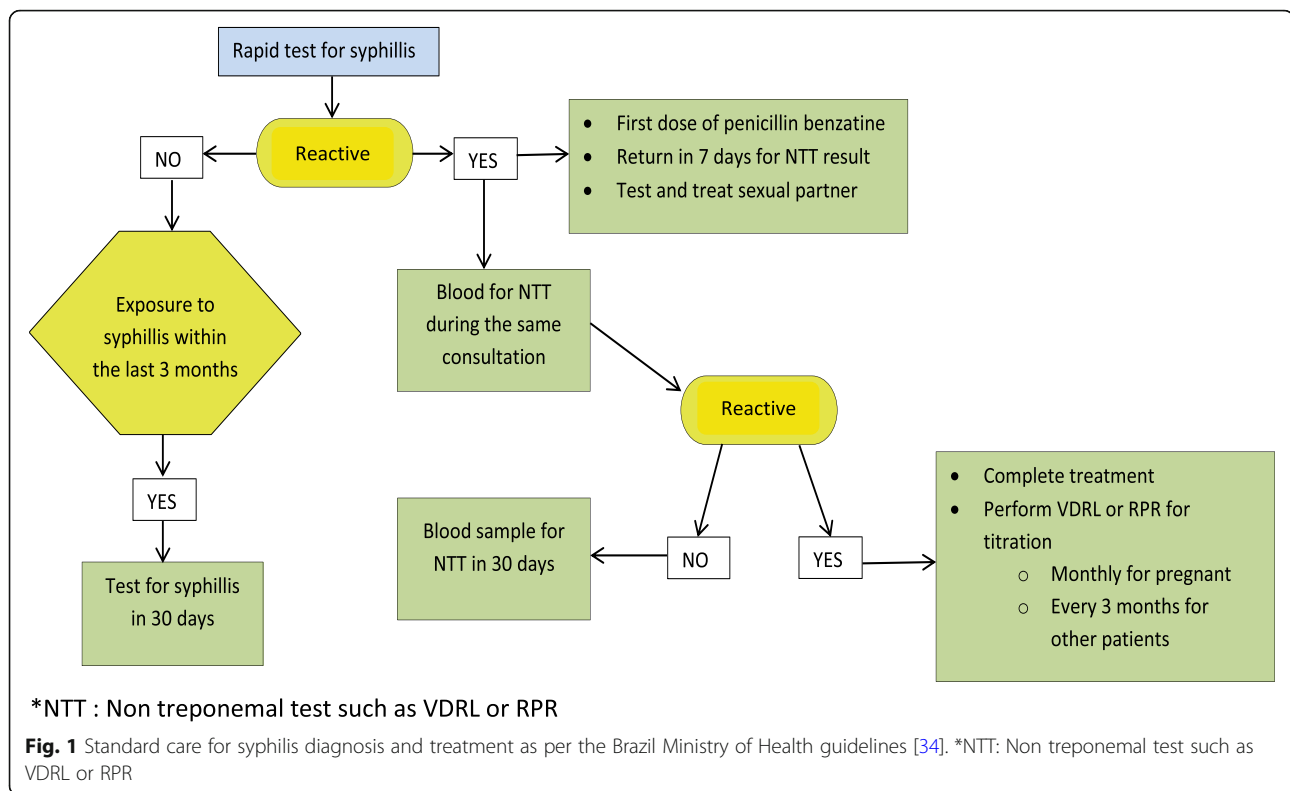 Rapid test for syphillis
Reactive
NO
YES
• First dose of penicillin benzatine
• Return in 7 days for NTT result
• Test and treat sexual partner
Exposure to
syphillis within
the last 3 months
Blood for NTT
during the same
consultation
Reactive
YES
Test for syphillis
in 30 days
Blood sample for
NTT in 30 days
NO
YES
• Complete treatment
• Perform VDRL or RPR for
titration
o Monthly for pregnant
o Every 3 months for
other patients
*NTT : Non treponemal test such as VDRL or RPR
Fig. 1 Standard care for syphilis diagnosis and treatment as per the Brazil Ministry of Health guidelines [34]. *NTT: Non treponemal test such as
VDRL or RPR